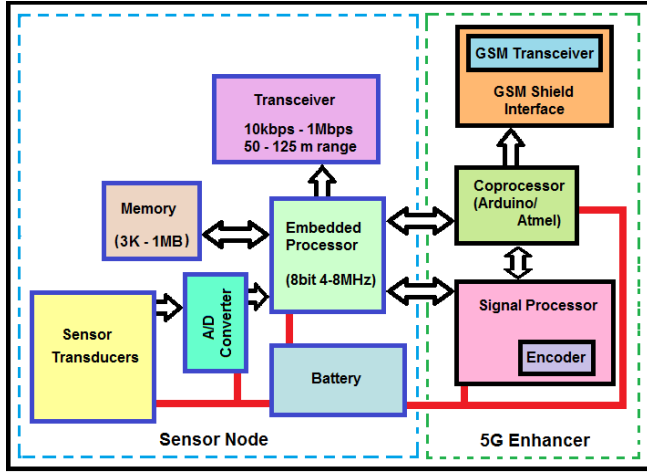 GSM Transceiver
GSM Shield
Interface
Transceiver
10kbps - 1Mbps
50 - 125 m range
Coprocessor
(Arduino/
Atmel)
Memory
(3K - 1MB)
Embedded
Processor
(8bit 4-8MHz)
Signal Processor
Encoder
Sensor
Transducers
A/D
Converter
Battery
Sensor Node
5G Enhancer